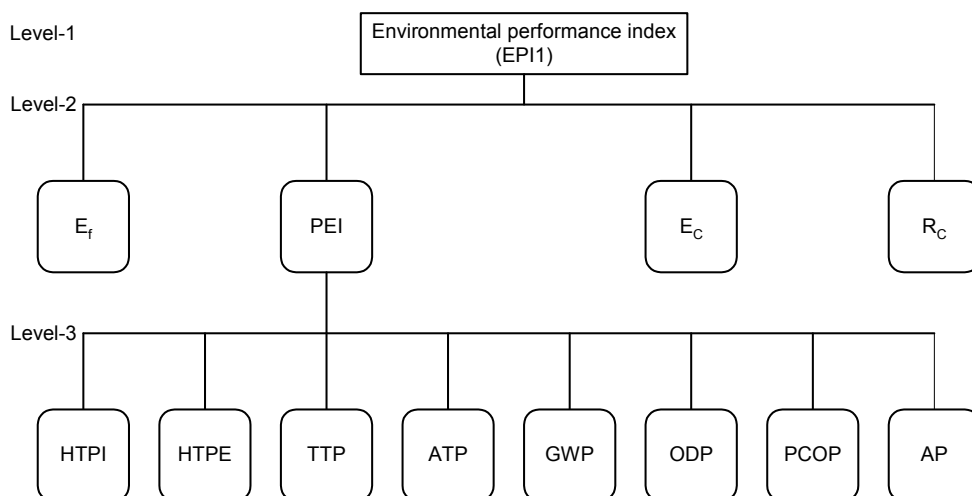 Level-1
Environmental performance index
(EPI1)
Level-2
E_f
PEI
E_C
R_C
Level-3
HTPI
HTPE
TTP
ATP
GWP
ODP
PCOP
AP